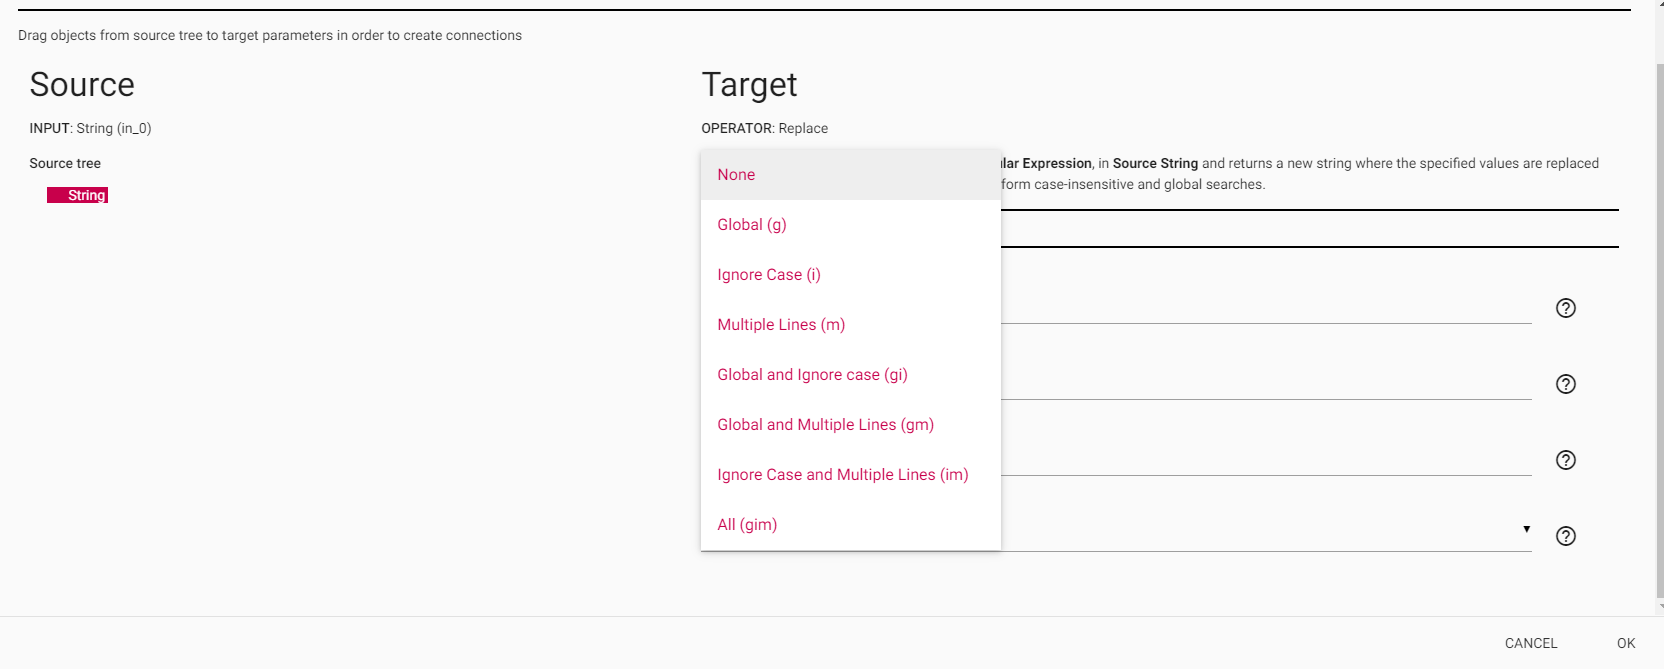 Drag objects from source tree to target parameters in order to create connections
Source
INPUT: String (in_0)
Source tree
String
Target
OPERATOR: Replace
Expression, in Source String and returns a new string where the specified values are replaced
form case-insensitive and global searches.
None
Global (g)
Ignore Case (i)
Multiple Lines (m)
Global and Ignore case (gi)
Global and Multiple Lines (gm)
Ignore Case and Multiple Lines (im)
All (gim)
CANCEL OK